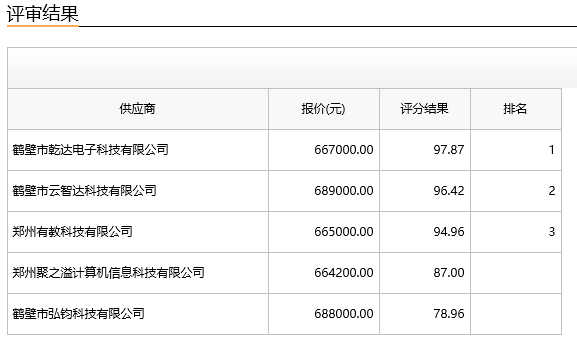 评审结果
供应商 报价(元) 评分结果 排名
鹤壁市乾达电子科技有限公司 667000.00 97.87 1
鹤壁市云智达科技有限公司 689000.00 96.42 2
郑州有教科技有限公司 665000.00 94.96 3
郑州聚之溢计算机信息科技有限公司 664200.00 87.00
鹤壁市弘钧科技有限公司 688000.00 78.96